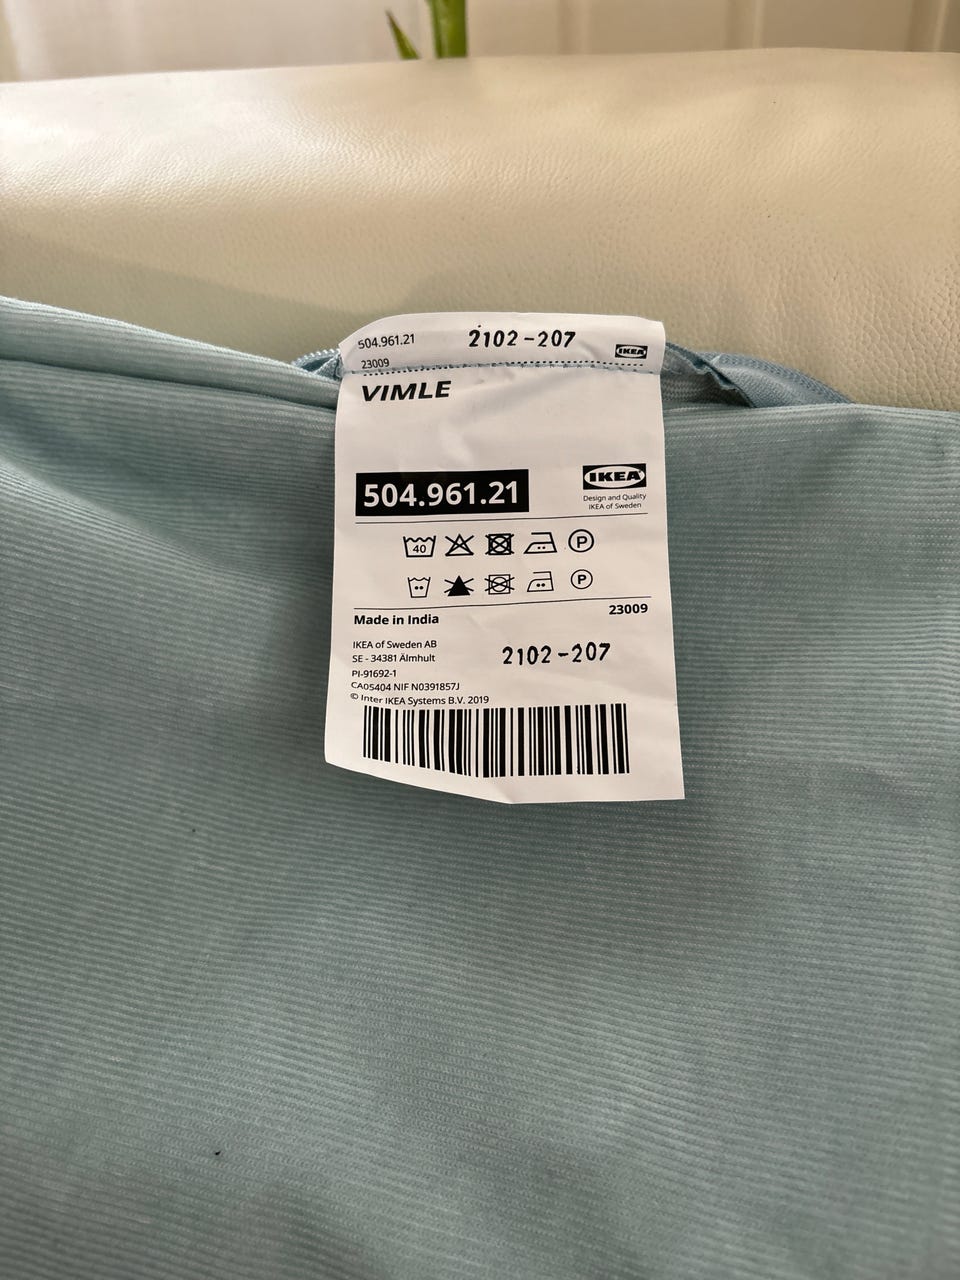 504.961.21 2102-207
23009 IKEA
VIMLE
504.961.21 IKEA
Design and Quality
IKEA of Sweden
40 P
P
Made in India 23009
IKEA of Sweden AB
SE - 34381 Älmhult 2102-207
PI-91692-1
CA05404 NIF N0391857J
© Inter IKEA Systems B.V. 2019